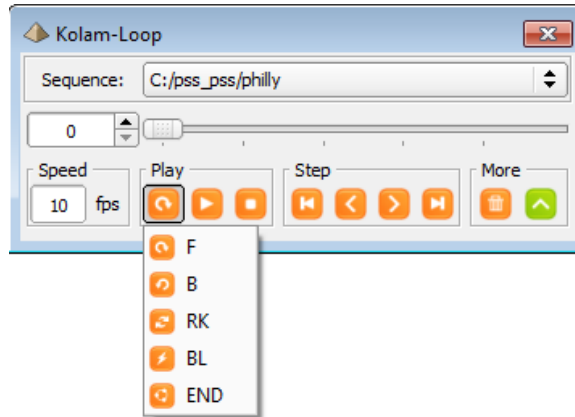 Kolam-Loop
Sequence: C:/pss_pss/philly
0
Speed Play Step More
10 fps
F
B
RK
BL
END